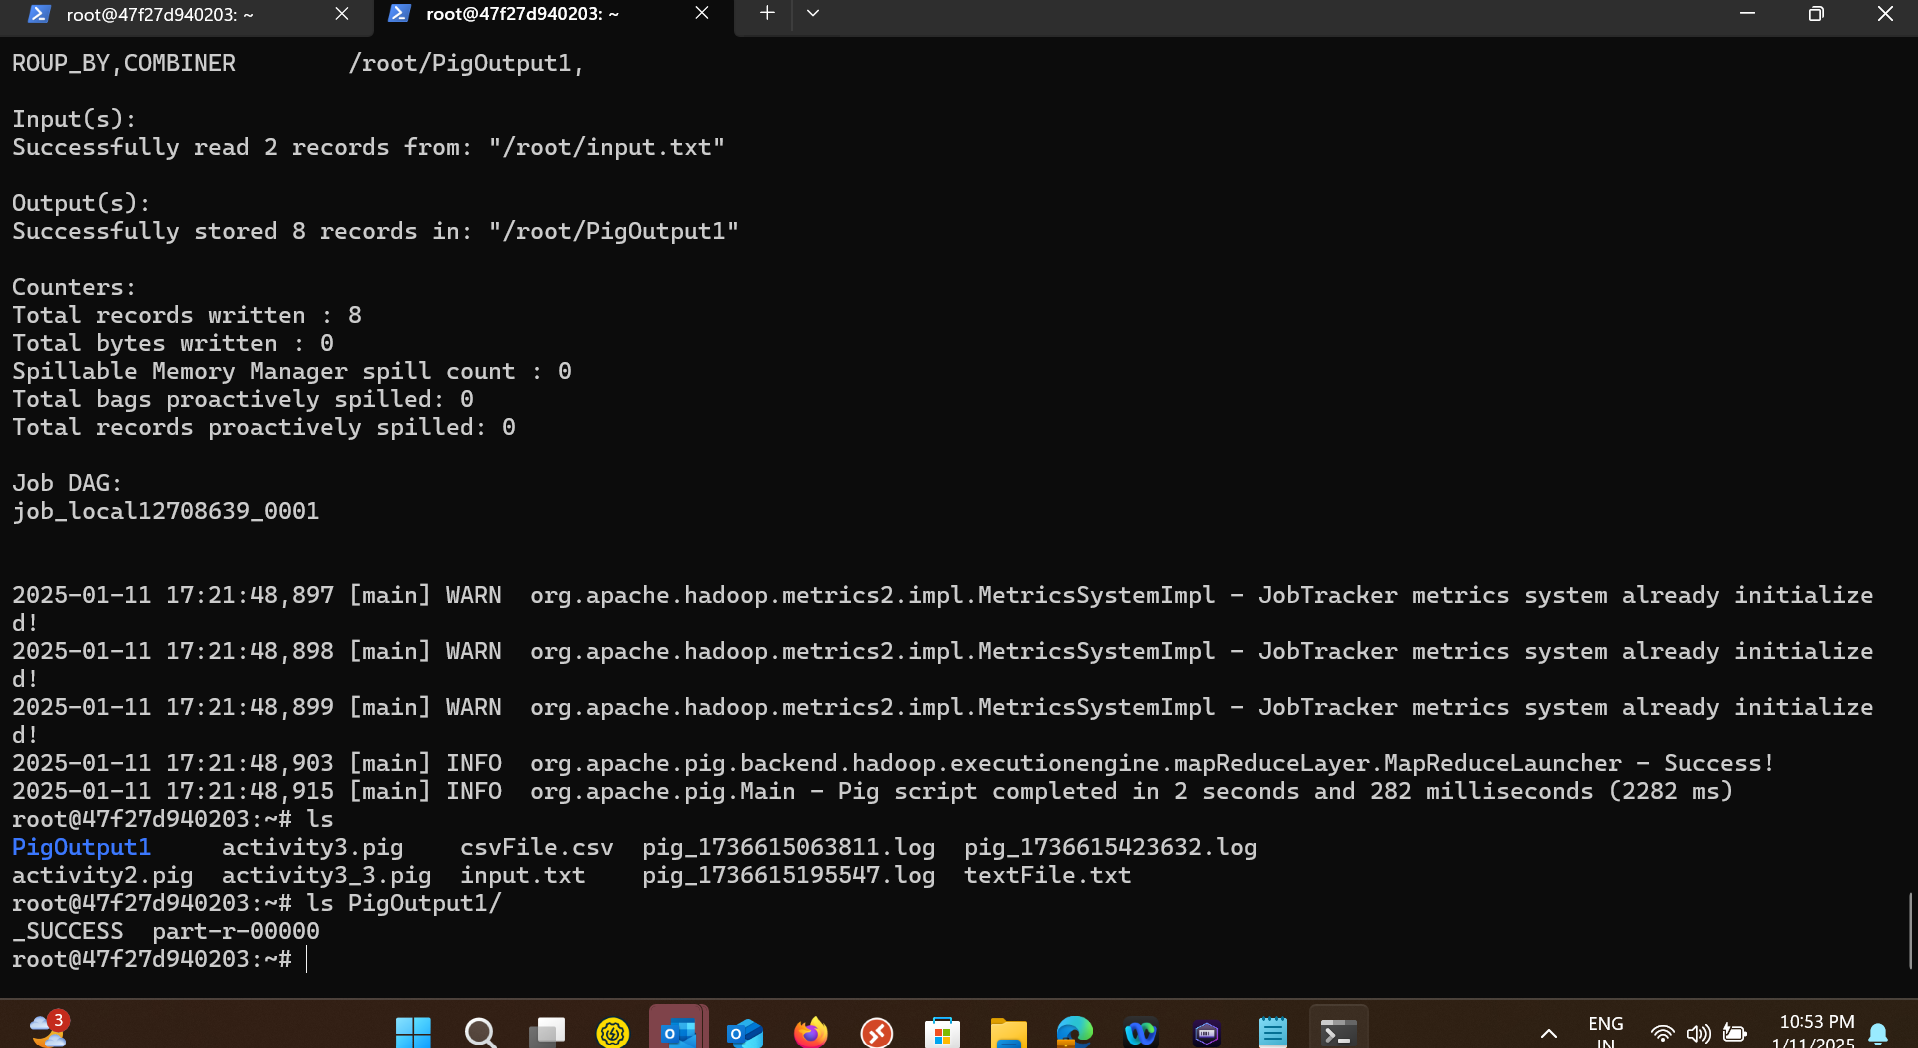 root@47f27d940203: ~ root@47f27d940203: ~
ROUP_BY,COMBINER        /root/PigOutput1,
Input(s):
Successfully read 2 records from: "/root/input.txt"
Output(s):
Successfully stored 8 records in: "/root/PigOutput1"
Counters:
Total records written : 8
Total bytes written : 0
Spillable Memory Manager spill count : 0
Total bags proactively spilled: 0
Total records proactively spilled: 0
Job DAG:
job_local12708639_0001
2025-01-11 17:21:48,897 [main] WARN  org.apache.hadoop.metrics2.impl.MetricsSystemImpl - JobTracker metrics system already initialize
d!
2025-01-11 17:21:48,898 [main] WARN  org.apache.hadoop.metrics2.impl.MetricsSystemImpl - JobTracker metrics system already initialize
d!
2025-01-11 17:21:48,899 [main] WARN  org.apache.hadoop.metrics2.impl.MetricsSystemImpl - JobTracker metrics system already initialize
d!
2025-01-11 17:21:48,903 [main] INFO  org.apache.pig.backend.hadoop.executionengine.mapReduceLayer.MapReduceLauncher - Success!
2025-01-11 17:21:48,915 [main] INFO  org.apache.pig.Main - Pig script completed in 2 seconds and 282 milliseconds (2282 ms)
root@47f27d940203:~# ls
PigOutput1     activity3.pig    csvFile.csv  pig_1736615063811.log  pig_1736615423632.log
activity2.pig  activity3_3.pig  input.txt    pig_1736615195547.log  textFile.txt
root@47f27d940203:~# ls PigOutput1/
_SUCCESS  part-r-00000
root@47f27d940203:~#
3 ENG 10:53 PM
IN 1/11/2025